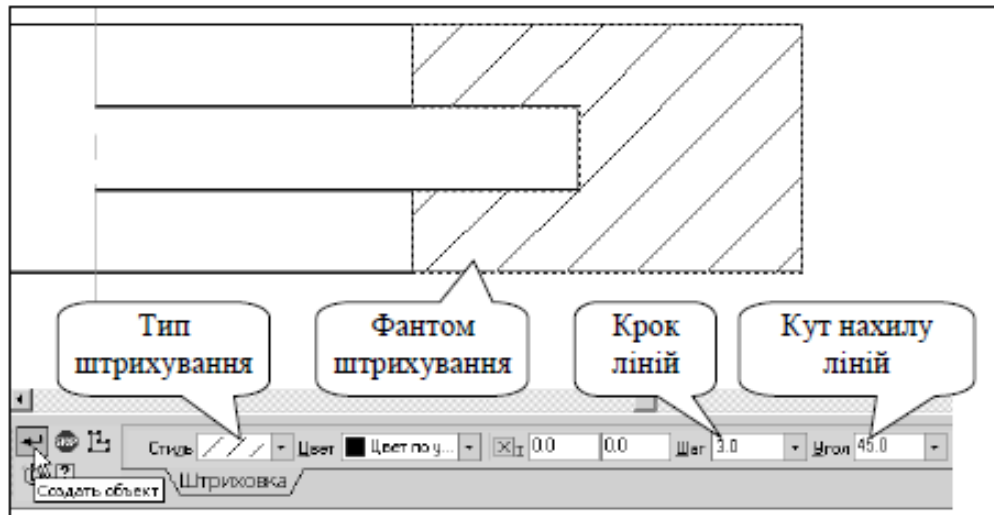 Тип
штрихування
Фантом
штрихування
Крок
ліній
Кут нахилу
ліній
STOP
Стиль Цвет Цвет по у... т 0.0 0.0 Шаг 3.0 Угол 45.0
?
Создать объект Штриховка